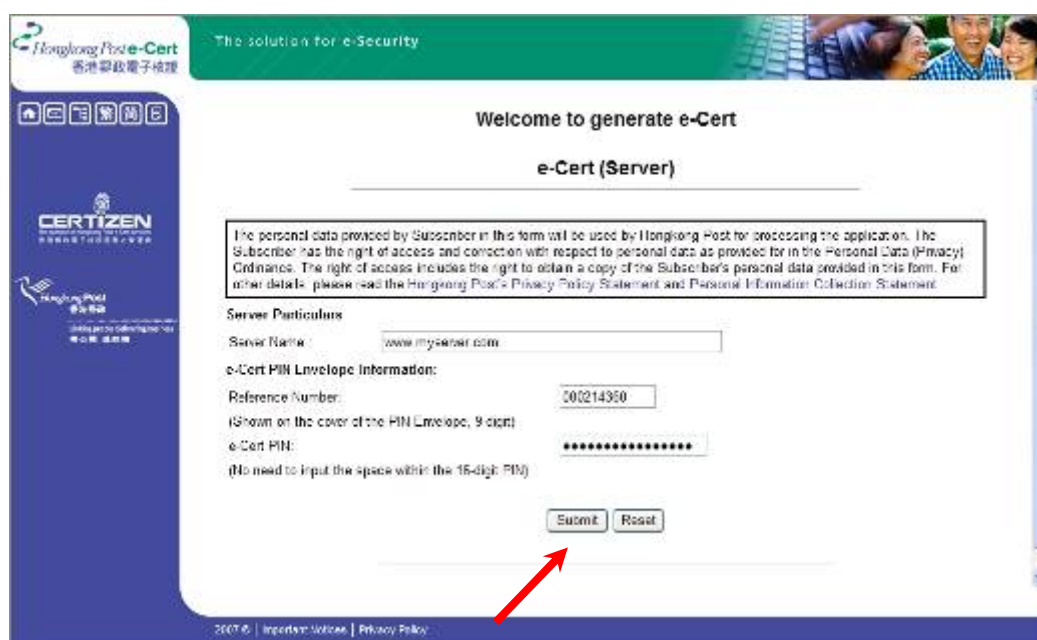 Hongkong Post e-Cert
香港郵政電子核證
The solution for e-Security
繁 简
CERTIZEN
Hongkong Post
香港郵政
Welcome to generate e-Cert
e-Cert (Server)
The personal data provided by Subscriber in this form will be used by Hongkong Post for processing the application. The
Subscriber has the right of access and correction with respect to personal data as provided for in the Personal Data (Privacy)
Ordinance. The right of access includes the right to obtain a copy of the Subscriber's personal data provided in this form. For
other details, please read the Hongkong Post's Privacy Policy Statement and Personal Information Collection Statement
Server Particulars
Server Name : www.myserver.com
e-Cert PIN Envelope Information:
Reference Number: 000214360
(Shown on the cover of the PIN Envelope, 9 digit)
e-Cert PIN: ••••••••••••••••
(No need to input the space within the 16-digit PIN)
Submit Reset
2007 © | Important Notices | Privacy Policy